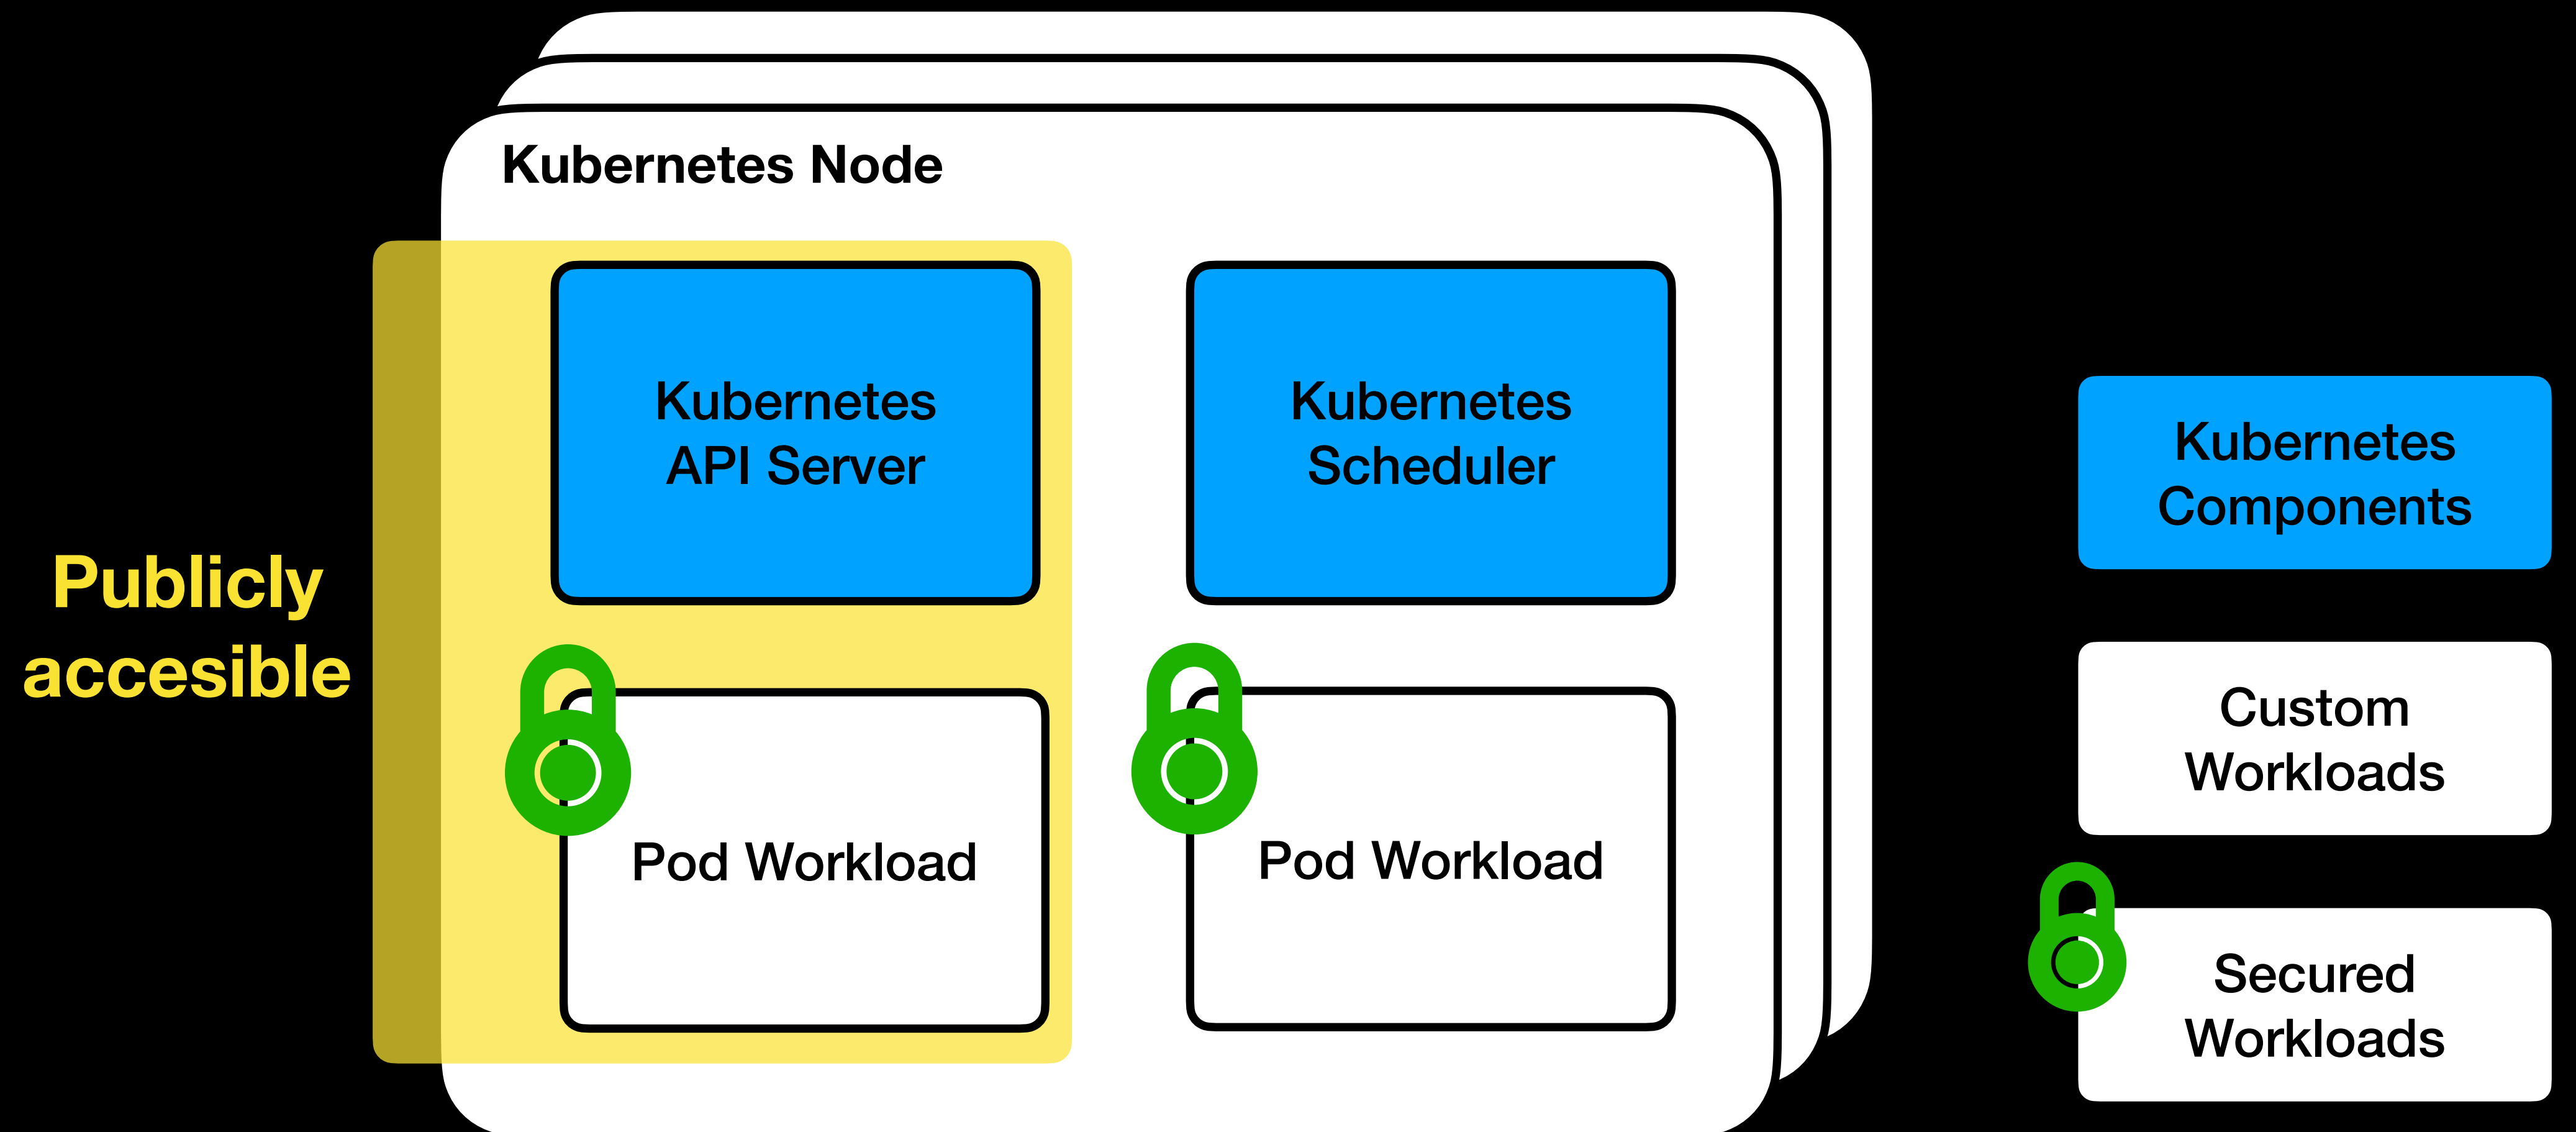 Kubernetes Node
Kubernetes
API Server
Kubernetes
Scheduler
Publicly
accesible
Pod Workload
Pod Workload
Kubernetes
Components
Custom
Workloads
Secured
Workloads